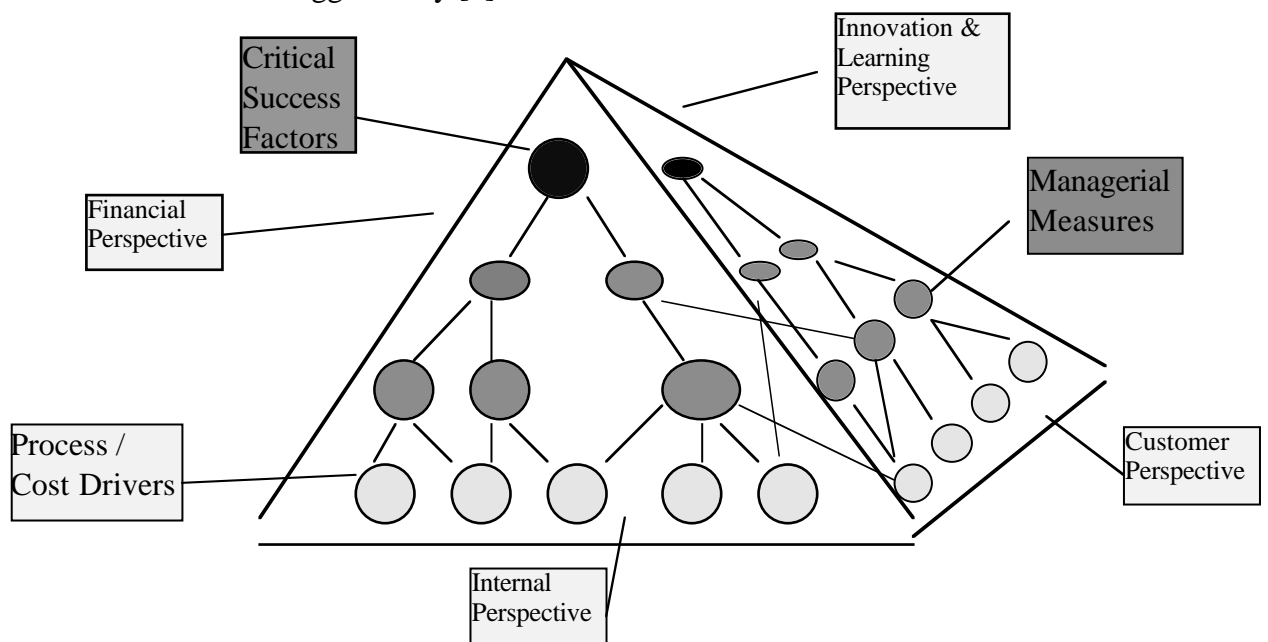 Innovation &
Learning
Perspective
Critical
Success
Factors
Managerial
Measures
Financial
Perspective
Process /
Cost Drivers
Customer
Perspective
Internal
Perspective